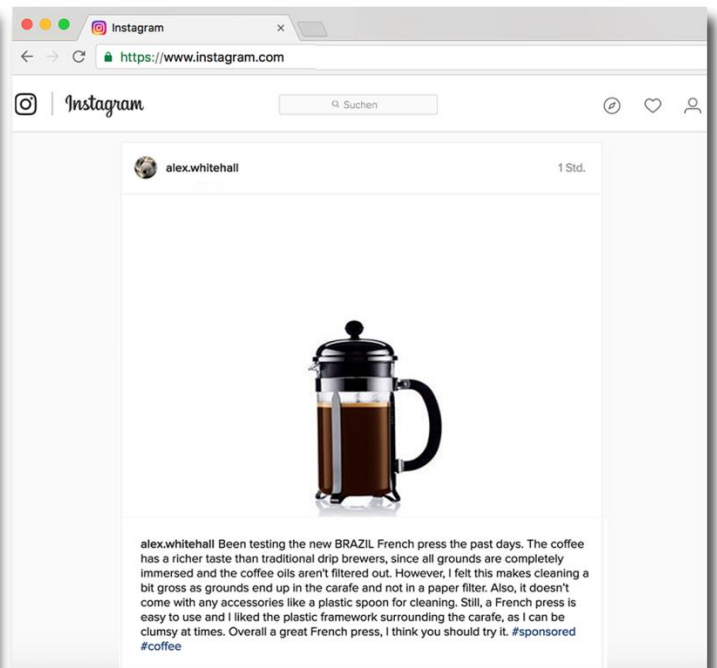 Instagram
https://www.instagram.com
Instagram
Suchen
alex.whitehall
1 Std.
alex.whitehall Been testing the new BRAZIL French press the past days. The coffee
has a richer taste than traditional drip brewers, since all grounds are completely
immersed and the coffee oils aren't filtered out. However, I felt this makes cleaning a
bit gross as grounds end up in the carafe and not in a paper filter. Also, it doesn't
come with any accessories like a plastic spoon for cleaning. Still, a French press is
easy to use and I liked the plastic framework surrounding the carafe, as I can be
clumsy at times. Overall a great French press, I think you should try it. #sponsored
#coffee